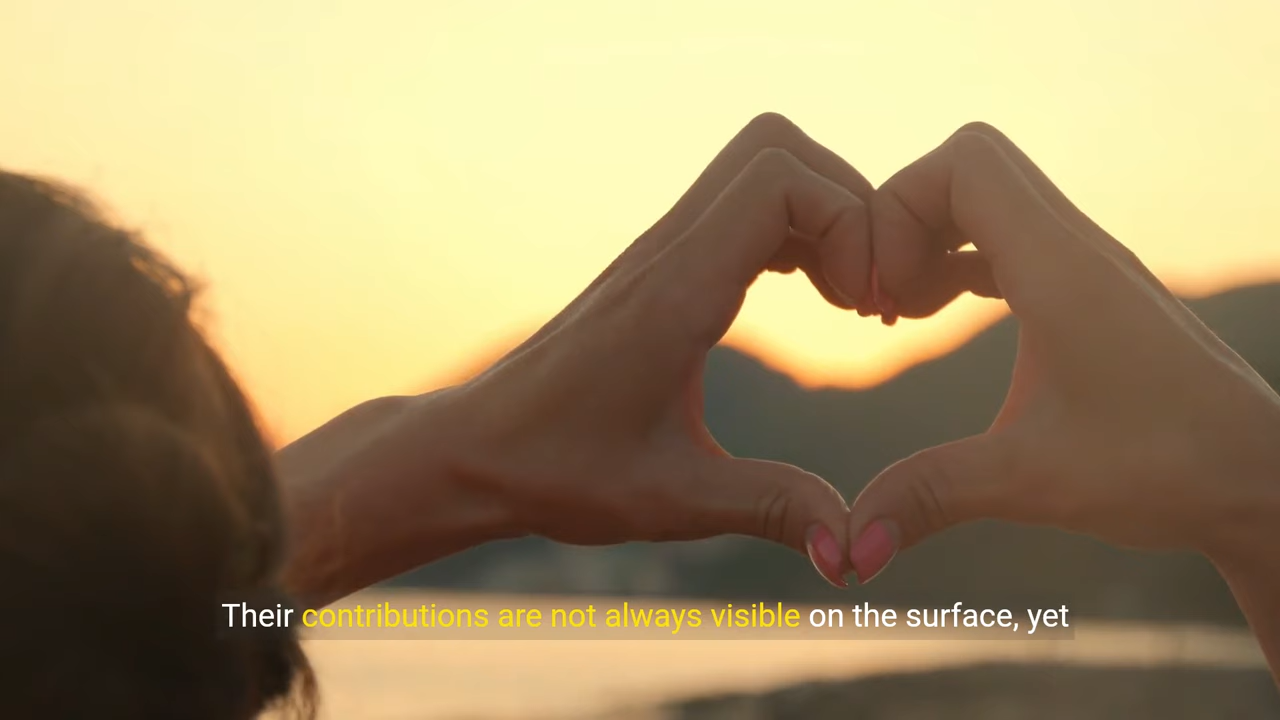 Their contributions are not always visible on the surface, yet